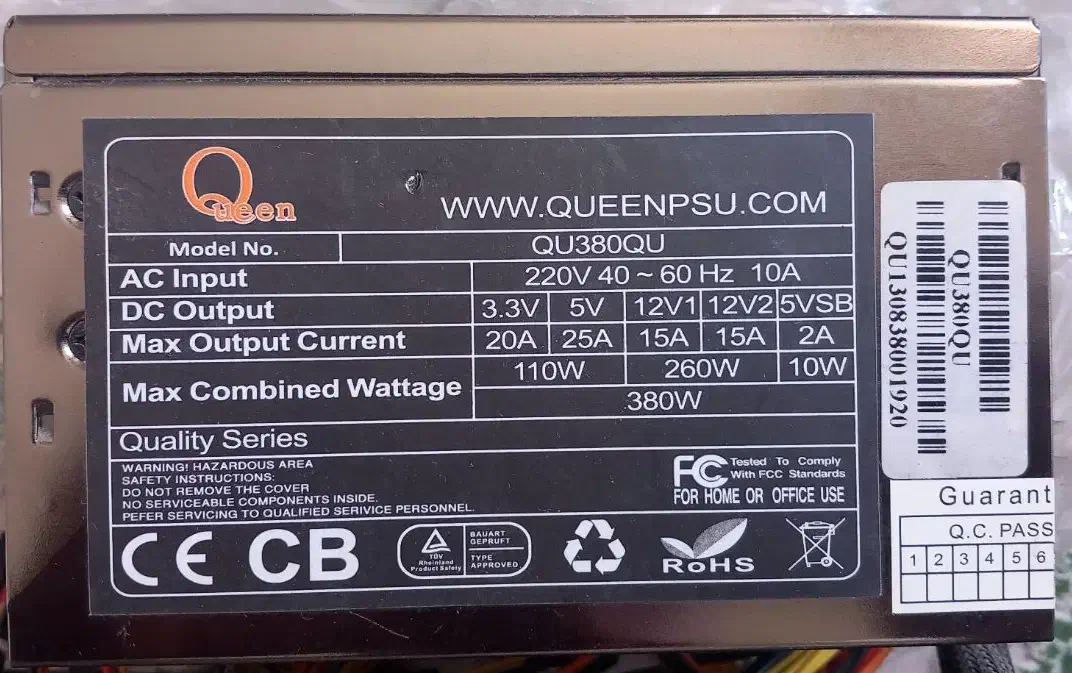 Queen
WWW.QUEENPSU.COM
Model No. QU380QU
AC Input 220V 40 ~ 60 Hz 10A
DC Output 3.3V 5V 12V1 12V2 5VSB
Max Output Current 20A 25A 15A 15A 2A
Max Combined Wattage 110W 260W 10W
380W
Quality Series
WARNING! HAZARDOUS AREA
SAFETY INSTRUCTIONS:
DO NOT REMOVE THE COVER
NO SERVICEABLE COMPONENTS INSIDE.
PEFER SERVICING TO QUALIFIED SERIVICE PERSONNEL.
FC Tested To Comply
With FCC Standards
FOR HOME OR OFFICE USE
CE CB
TÜV
Rheinland
Product Safety
BAUART
GEPRUFT
TYPE
APPROVED
RoHS
QU130838001920
QU380QU
Guarant
Q.C. PASS
1 2 3 4 5 6